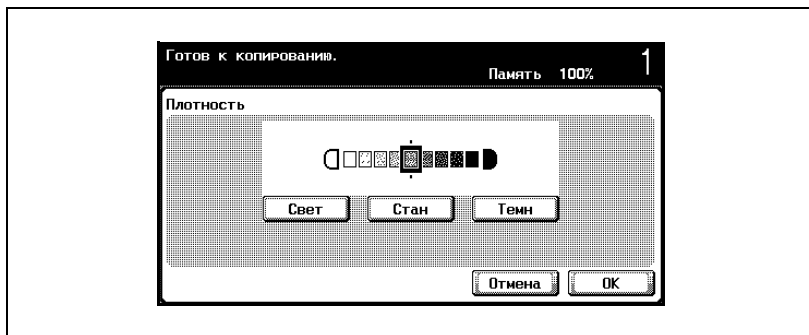 Готов к копированию.
Память 100% 1
Плотность
Свет Стан Темн
Отмена OK